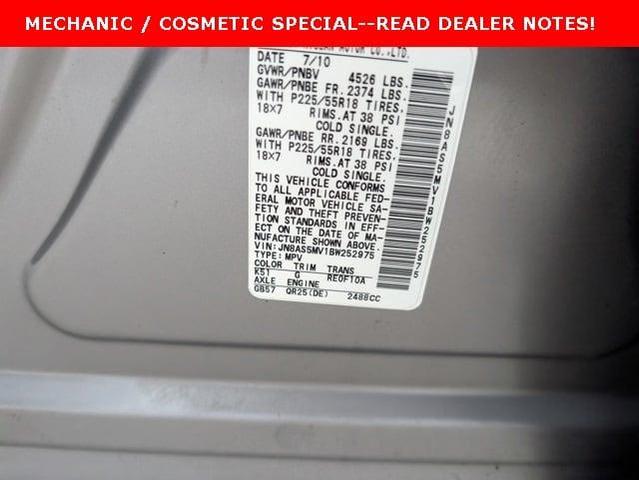 MECHANIC / COSMETIC SPECIAL--READ DEALER NOTES!
MOTOR CO.,LTD.
DATE 7/10
GVWR/PNBV 4526 LBS.
GAWR/PNBE FR. 2374 LBS.
WITH P225/55R18 TIRES.
18X7 RIMS.AT 38 PSI
COLD SINGLE.
GAWR/PNBE RR. 2169 LBS.
WITH P225/55R18 TIRES.
18X7 RIMS.AT 38 PSI
COLD SINGLE.
THIS VEHICLE CONFORMS
TO ALL APPLICABLE FED-
ERAL MOTOR VEHICLE SA-
FETY AND THEFT PREVEN-
TION STANDARDS IN EFF-
ECT ON THE DATE OF MA-
NUFACTURE SHOWN ABOVE.
VIN:JN8AS5MV1BW252975
TYPE:MPV
COLOR TRIM TRANS
K51 G RE0F10A
AXLE ENGINE
GB57 QR25(DE) 2488CC
JN8AS5MV1BW252975